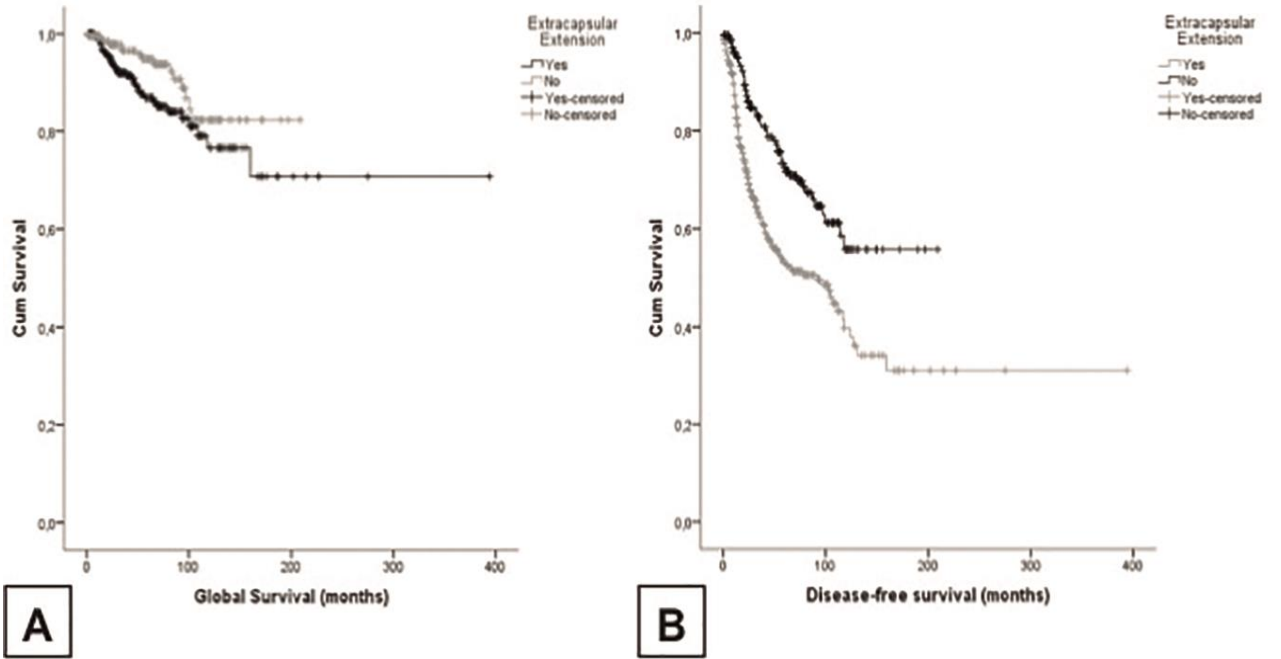 Extracapsular
Extension
Yes
No
Yes-censored
No-censored
1,0
0,8
0,6
0,4
0,2
0,0
Cum Survival
0
100
200
300
400
Global Survival (months)
A
Extracapsular
Extension
Yes
No
Yes-censored
No-censored
1,0
0,8
0,6
0,4
0,2
0,0
Cum Survival
0
100
200
300
400
Disease-free survival (months)
B